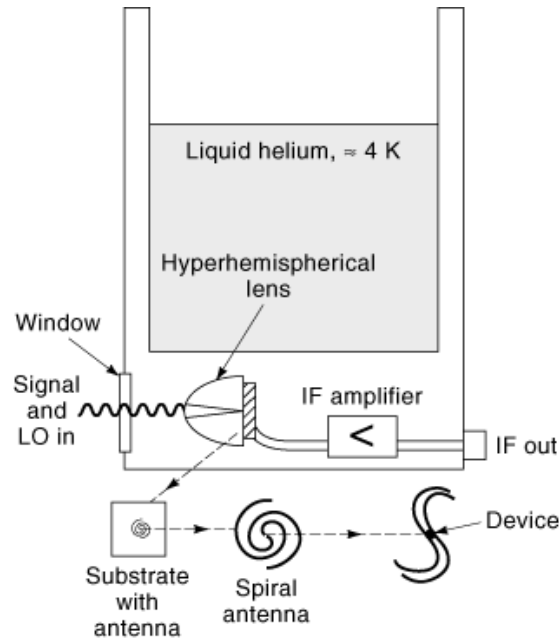 Liquid helium, ≈ 4 K
Hyperhemispherical
lens
Window
Signal
and
LO in
IF amplifier
<
IF out
Device
Substrate
with
antenna
Spiral
antenna